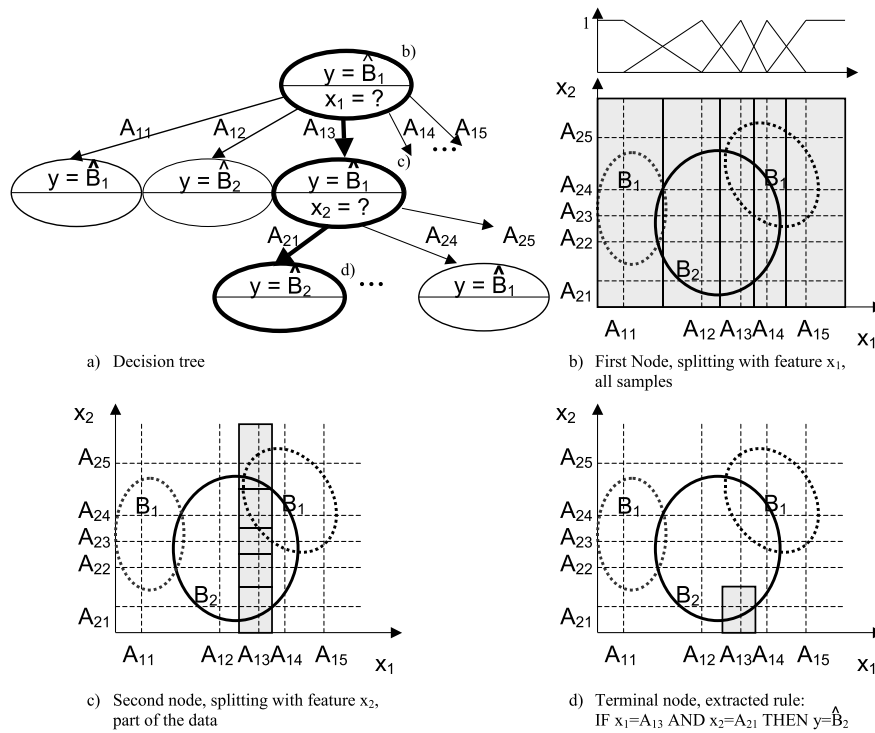 b)
y = B̂₁
x₁ = ?
A₁₁ A₁₂ A₁₃ A₁₄ A₁₅
...
c)
y = B̂₁ y = B̂₂ y = B̂₁
x₂ = ?
A₂₁ A₂₄ A₂₅
d)
y = B̂₂ ... y = B̂₁
a) Decision tree
1
x₂
A₂₅
A₂₄
A₂₃
A₂₂
A₂₁
B₁ B₁
B₂
A₁₁ A₁₂ A₁₃ A₁₄ A₁₅
x₁
b) First Node, splitting with feature x₁,
all samples
x₂
A₂₅
A₂₄
A₂₃
A₂₂
A₂₁
B₁ B₁
B₂
A₁₁ A₁₂ A₁₃ A₁₄ A₁₅
x₁
c) Second node, splitting with feature x₂,
part of the data
x₂
A₂₅
A₂₄
A₂₃
A₂₂
A₂₁
B₁ B₁
B₂
A₁₁ A₁₂ A₁₃ A₁₄ A₁₅
x₁
d) Terminal node, extracted rule:
IF x₁=A₁₃ AND x₂=A₂₁ THEN y=B̂₂